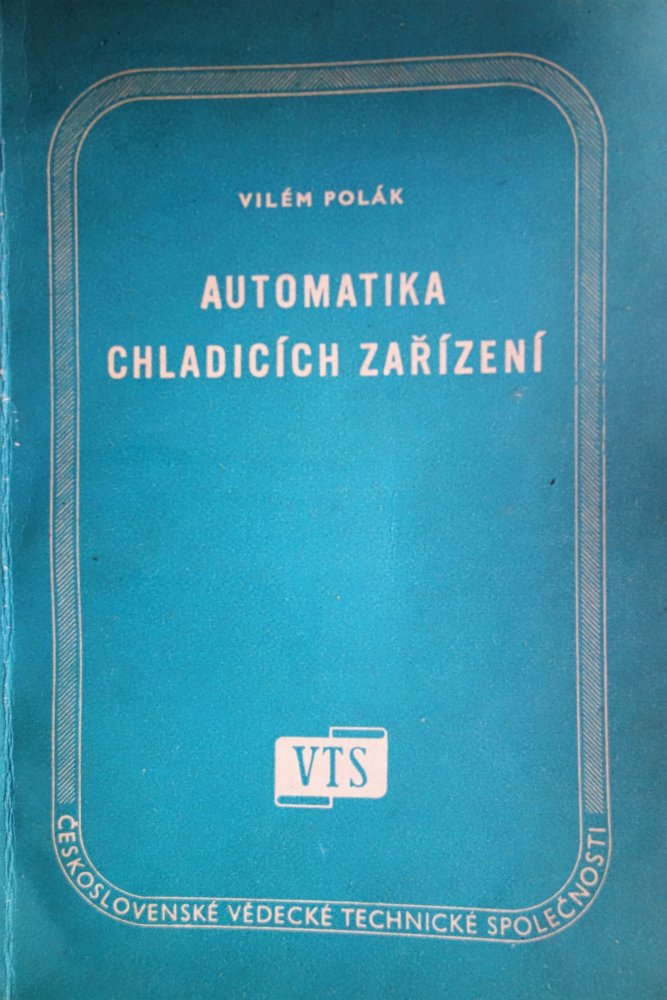 VILÉM POLÁK
AUTOMATIKA
CHLADICÍCH ZAŘÍZENÍ
VTS
ČESKOSLOVENSKÉ VĚDECKÉ TECHNICKÉ SPOLEČNOSTI